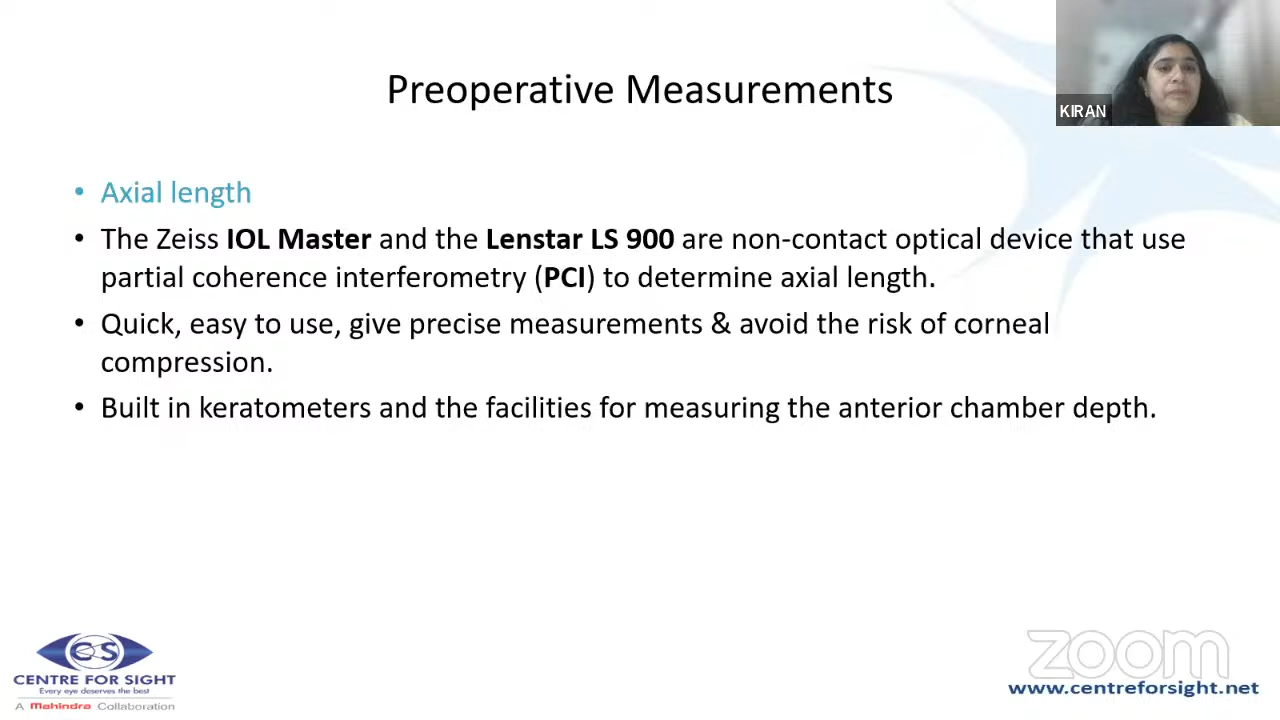 KIRAN
Preoperative Measurements
• Axial length
• The Zeiss IOL Master and the Lenstar LS 900 are non-contact optical device that use
partial coherence interferometry (PCI) to determine axial length.
• Quick, easy to use, give precise measurements & avoid the risk of corneal
compression.
• Built in keratometers and the facilities for measuring the anterior chamber depth.
CS
CENTRE FOR SIGHT
Every eye deserves the best
A Mahindra Collaboration
zoom
www.centreforsight.net